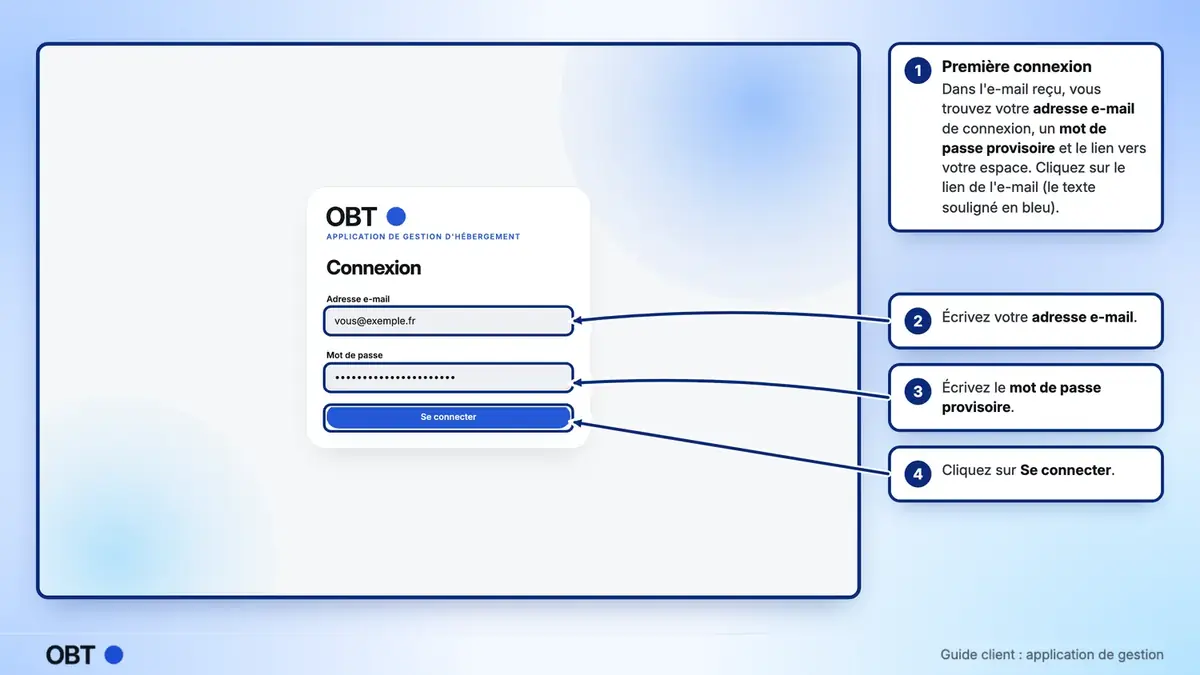 OBT
APPLICATION DE GESTION D'HÉBERGEMENT
Connexion
Adresse e-mail
vous@exemple.fr
Mot de passe
••••••••••••••••••••••
Se connecter
1
Première connexion
Dans l'e-mail reçu, vous
trouvez votre adresse e-mail
de connexion, un mot de
passe provisoire et le lien vers
votre espace. Cliquez sur le
lien de l'e-mail (le texte
souligné en bleu).
2
Écrivez votre adresse e-mail.
3
Écrivez le mot de passe
provisoire.
4
Cliquez sur Se connecter.
OBT
Guide client : application de gestion